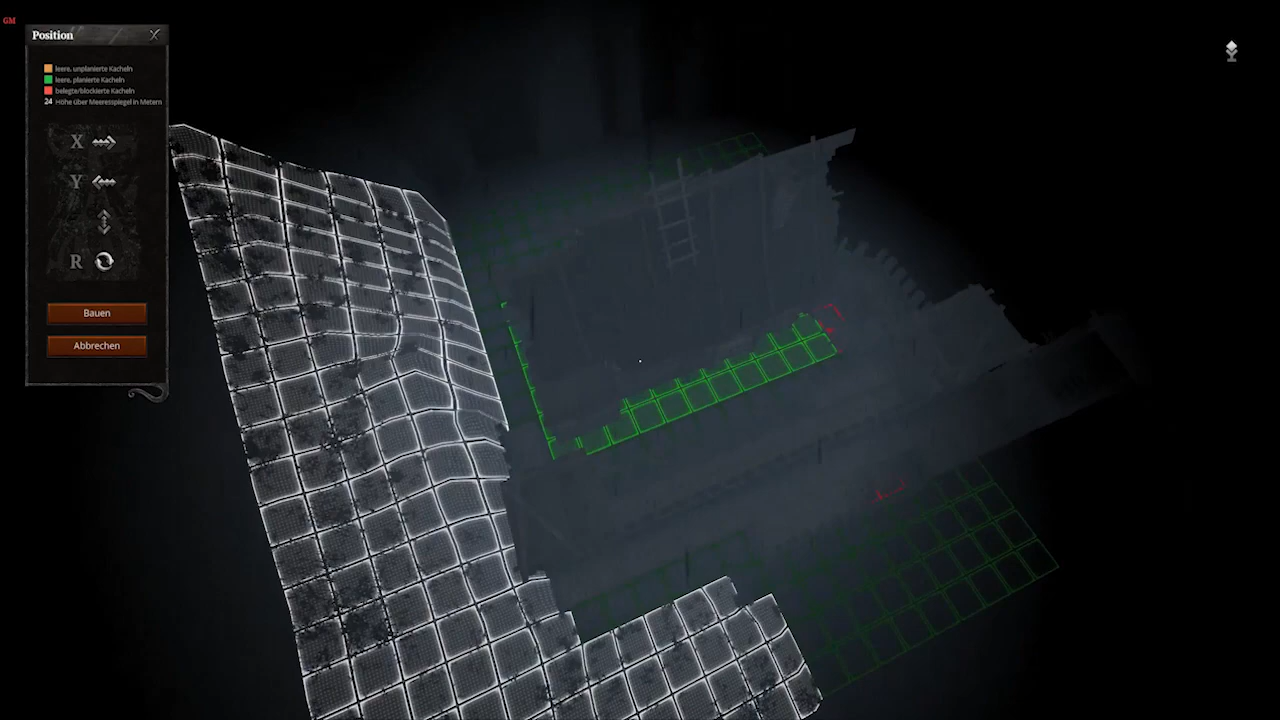 GM
Position
leere, unplanierte Kacheln
leere, planierte Kacheln
belegte/blockierte Kacheln
24 Höhe über Meeresspiegel in Metern
X
Y
R
Bauen
Abbrechen